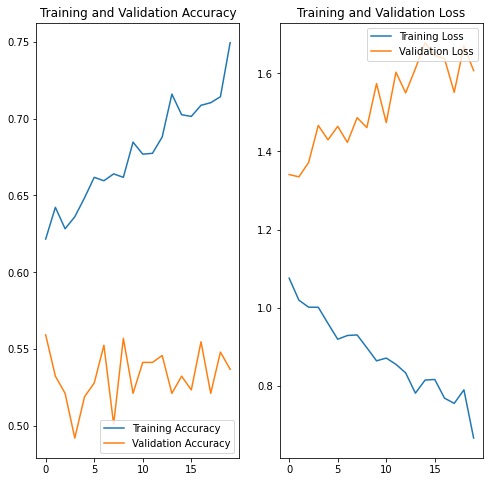 Training and Validation Accuracy
0.75
0.70
0.65
0.60
0.55
0.50
Training Accuracy
Validation Accuracy
0 5 10 15
Training and Validation Loss
Training Loss
Validation Loss
1.6
1.4
1.2
1.0
0.8
0 5 10 15